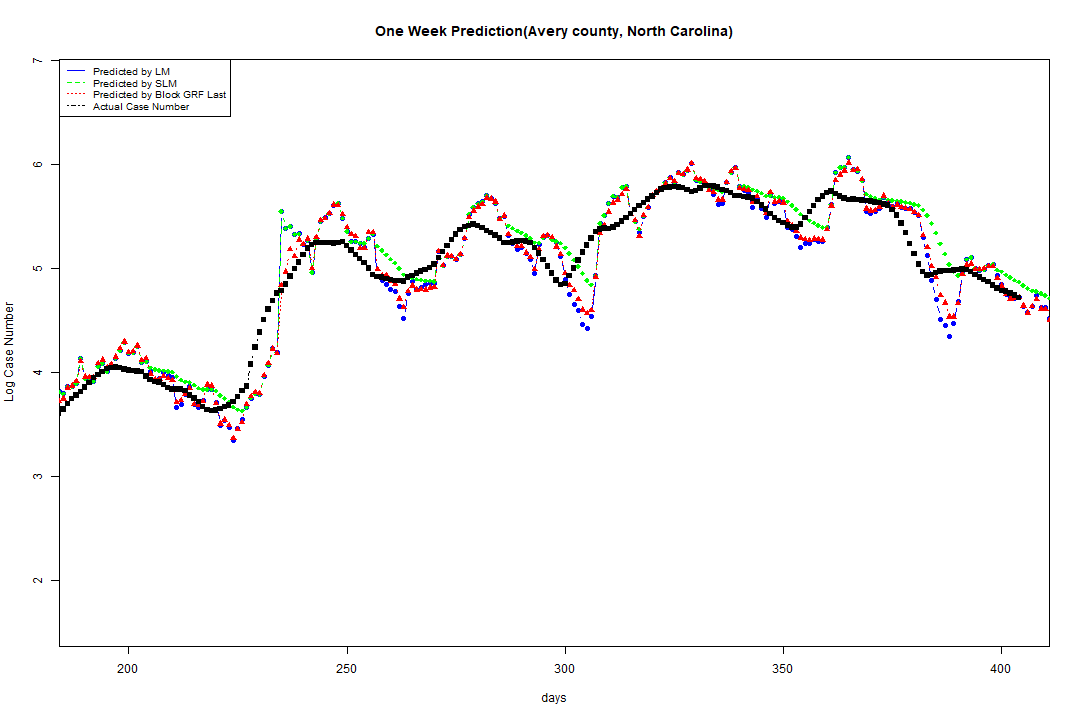 One Week Prediction(Avery county, North Carolina)
Predicted by LM
Predicted by SLM
Predicted by Block GRF Last
Actual Case Number
7
6
5
4
3
2
Log Case Number
200
250
300
350
400
days